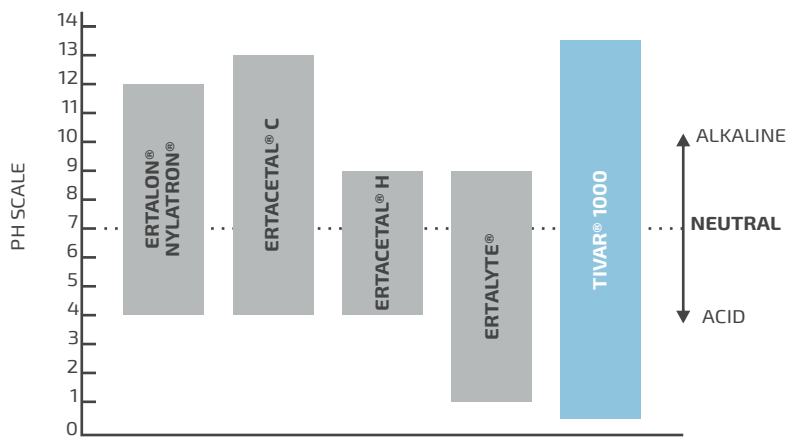 14
13
12
11
10
9
8
7
6
5
4
3
2
1
0
PH SCALE
ERTALON®
NYLATRON®
ERTACETAL® C
ERTACETAL® H
ERTALYTE®
TIVAR® 1000
ALKALINE
NEUTRAL
ACID